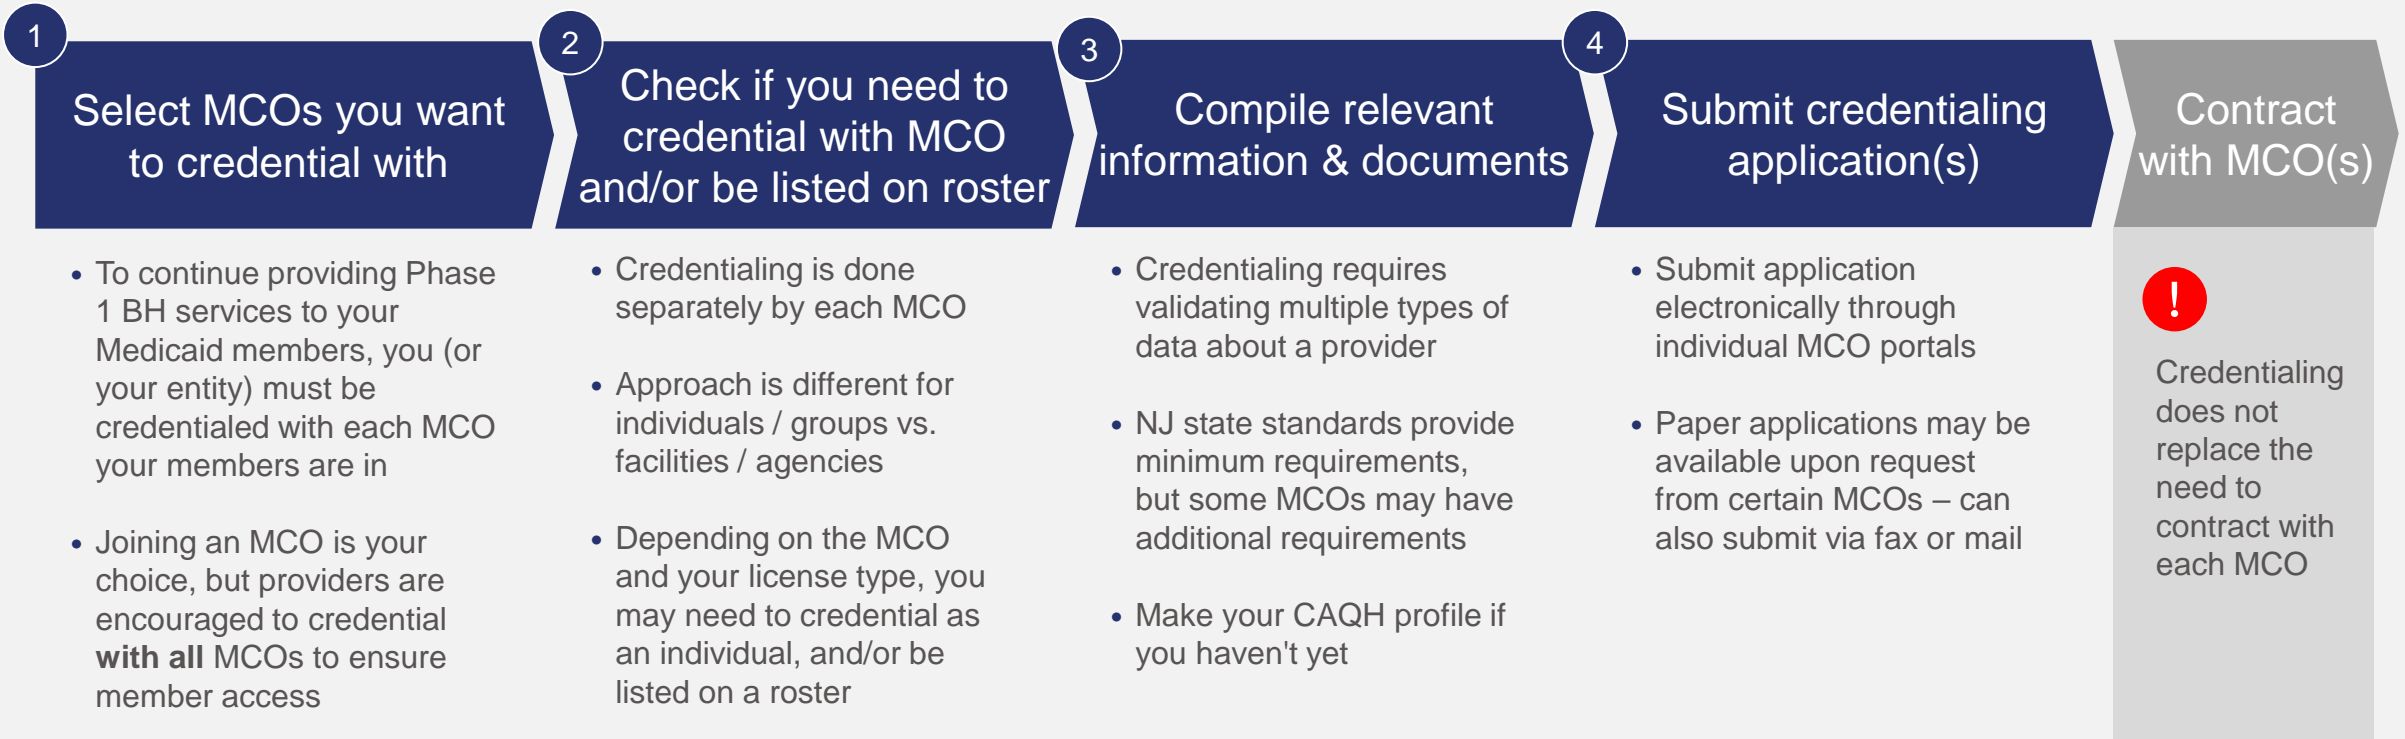 1
Select MCOs you want
to credential with
• To continue providing Phase
1 BH services to your
Medicaid members, you (or
your entity) must be
credentialed with each MCO
your members are in
• Joining an MCO is your
choice, but providers are
encouraged to credential
with all MCOs to ensure
member access
2
Check if you need to
credential with MCO
and/or be listed on roster
• Credentialing is done
separately by each MCO
• Approach is different for
individuals / groups vs.
facilities / agencies
• Depending on the MCO
and your license type, you
may need to credential as
an individual, and/or be
listed on a roster
3
Compile relevant
information & documents
• Credentialing requires
validating multiple types of
data about a provider
• NJ state standards provide
minimum requirements,
but some MCOs may have
additional requirements
• Make your CAQH profile if
you haven't yet
4
Submit credentialing
application(s)
• Submit application
electronically through
individual MCO portals
• Paper applications may be
available upon request
from certain MCOs – can
also submit via fax or mail
Contract
with MCO(s)
!
Credentialing
does not
replace the
need to
contract with
each MCO